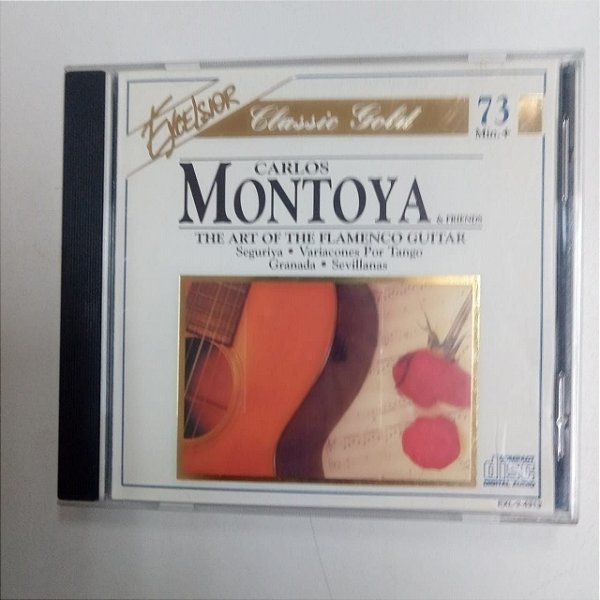 Excelsior
Classic Gold
73
Min. +
CARLOS
MONTOYA
& FRIENDS
THE ART OF THE FLAMENCO GUITAR
Seguriya • Variacones Por Tango
Granada • Sevillanas
COMPACT
disc
DIGITAL AUDIO